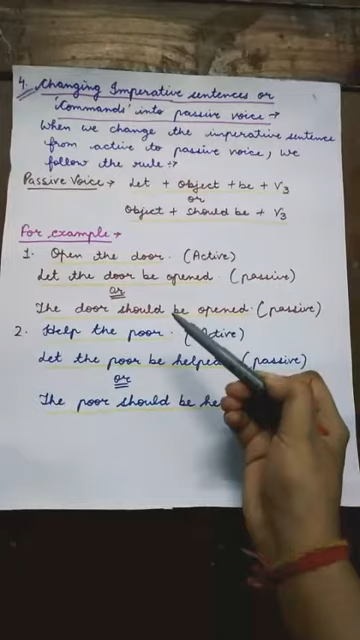 4. Changing Imperative sentences or
'Commands' into passive voice →
When we change the imperative sentence
from active to passive voice, we
follow the rule :→
Passive Voice → Let + Object + be + V3
or
Object + should be + V3
For example →
1. Open the door. (Active)
Let the door be opened. (passive)
or
The door should be opened. (passive)
2. Help the poor. (Active)
Let the poor be helped. (passive)
or
The poor should be